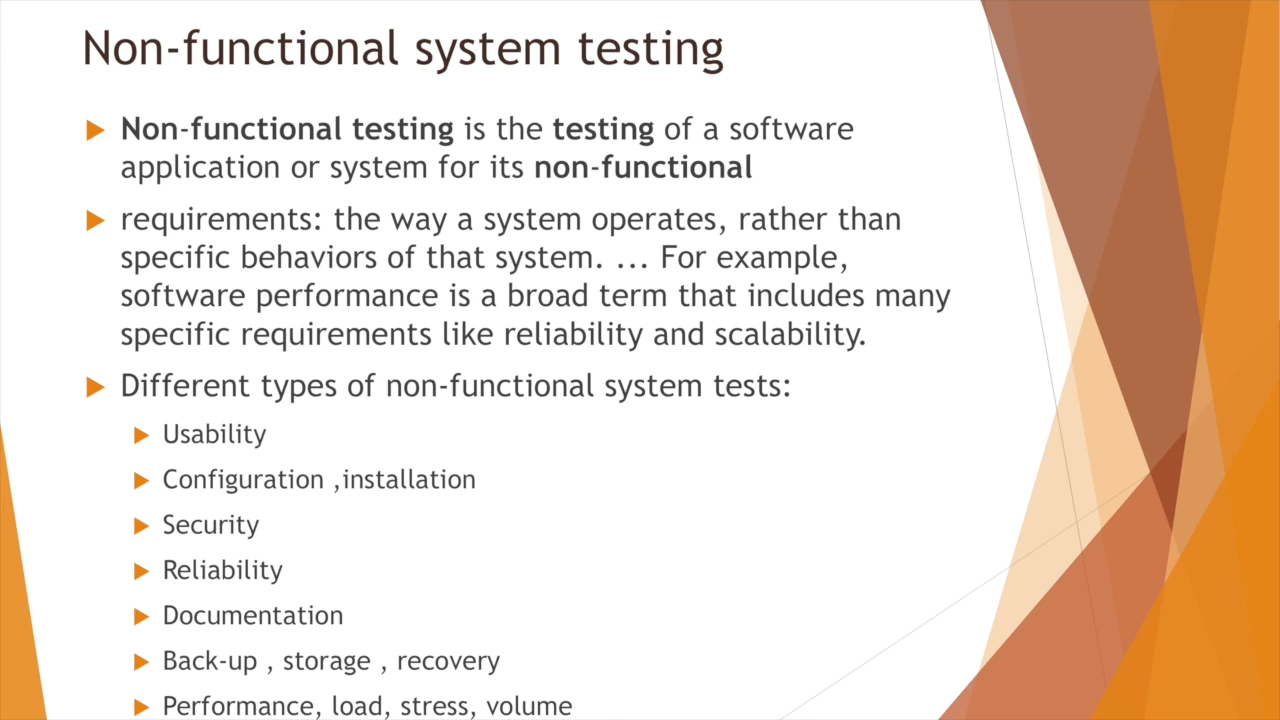 Non-functional system testing
Non-functional testing is the testing of a software
application or system for its non-functional
requirements: the way a system operates, rather than
specific behaviors of that system. ... For example,
software performance is a broad term that includes many
specific requirements like reliability and scalability.
Different types of non-functional system tests:
Usability
Configuration ,installation
Security
Reliability
Documentation
Back-up , storage , recovery
Performance, load, stress, volume